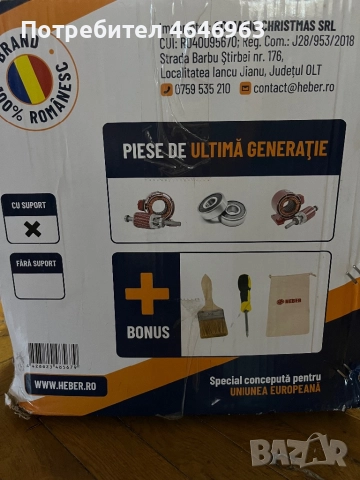 Потребител 4646963
CHRISTMAS SRL
CUI: RO40095670; Reg. Com.: J28/953/2018
Strada Barbu Știrbei nr. 176,
Localitatea Iancu Jianu, Județul OLT
0759 535 210 contact@heber.ro
BRAND
100% ROMÂNESC
PIESE DE ULTIMĂ GENERAȚIE
CU SUPORT
FĂRĂ SUPORT
HEBER
BONUS
WWW.HEBER.RO
Special concepută pentru
UNIUNEA EUROPEANĂ
BAZAR